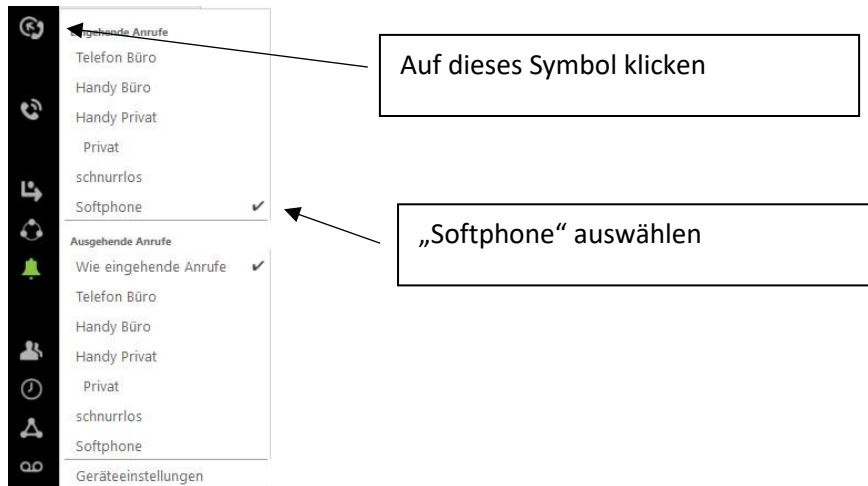 Eingehende Anrufe
Telefon Büro
Handy Büro
Handy Privat
Privat
schnurrlos
Softphone
Ausgehende Anrufe
Wie eingehende Anrufe
Telefon Büro
Handy Büro
Handy Privat
Privat
schnurrlos
Softphone
Geräteeinstellungen
Auf dieses Symbol klicken
„Softphone“ auswählen